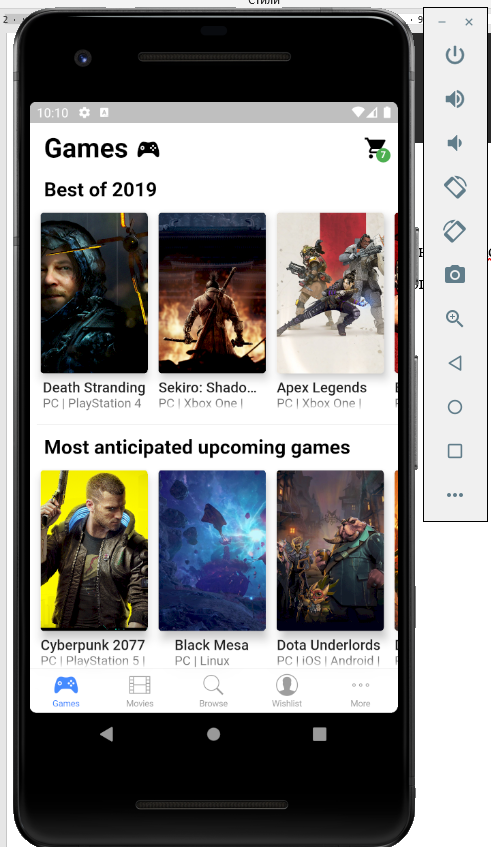 Стили
2
9
10:10
Games
7
Best of 2019
Death Stranding
Sekiro: Shado...
Apex Legends
PC | PlayStation 4
PC | Xbox One |
PC | Xbox One |
Most anticipated upcoming games
Cyberpunk 2077
Black Mesa
Dota Underlords
PC | PlayStation 5 |
PC | Linux
PC | iOS | Android |
Games
Movies
Browse
Wishlist
More